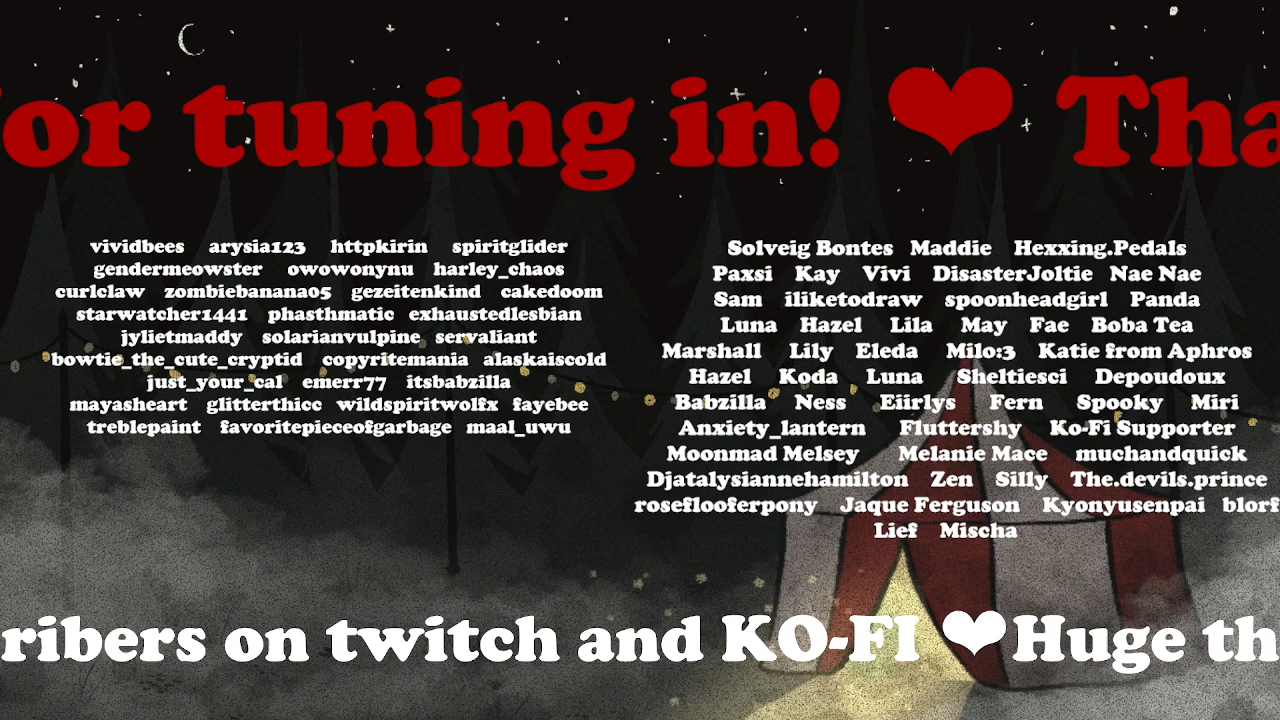 for tuning in! ❤ Tha
vividbees arysia123 httpkirin spiritglider
gendermeowster owowonynu harley_chaos
curlclaw zombiebanana05 gezeitenkind cakedoom
starwatcher1441 phasthmatic exhaustedlesbian
jylietmaddy solarianvulpine servaliant
bowtie_the_cute_cryptid copyritemania alaskaiscold
just_your_cal emerr77 itsbabzilla
mayasheart glitterthicc wildspiritwolfx fayebee
treblepaint favoritepieceofgarbage maal_uwu
Solveig Bontes Maddie Hexxing.Pedals
Paxsi Kay Vivi DisasterJoltie Nae Nae
Sam iliketodraw spoonheadgirl Panda
Luna Hazel Lila May Fae Boba Tea
Marshall Lily Eleda Milo:3 Katie from Aphros
Hazel Koda Luna Sheltiesci Depoudoux
Babzilla Ness Eiirlys Fern Spooky Miri
Anxiety_lantern Fluttershy Ko-Fi Supporter
Moonmad Melsey Melanie Mace muchandquick
Djatalysiannehamilton Zen Silly The.devils.prince
roseflooferpony Jaque Ferguson Kyonyusenpai blorf
Lief Mischa
ribers on twitch and KO-FI ❤Huge th